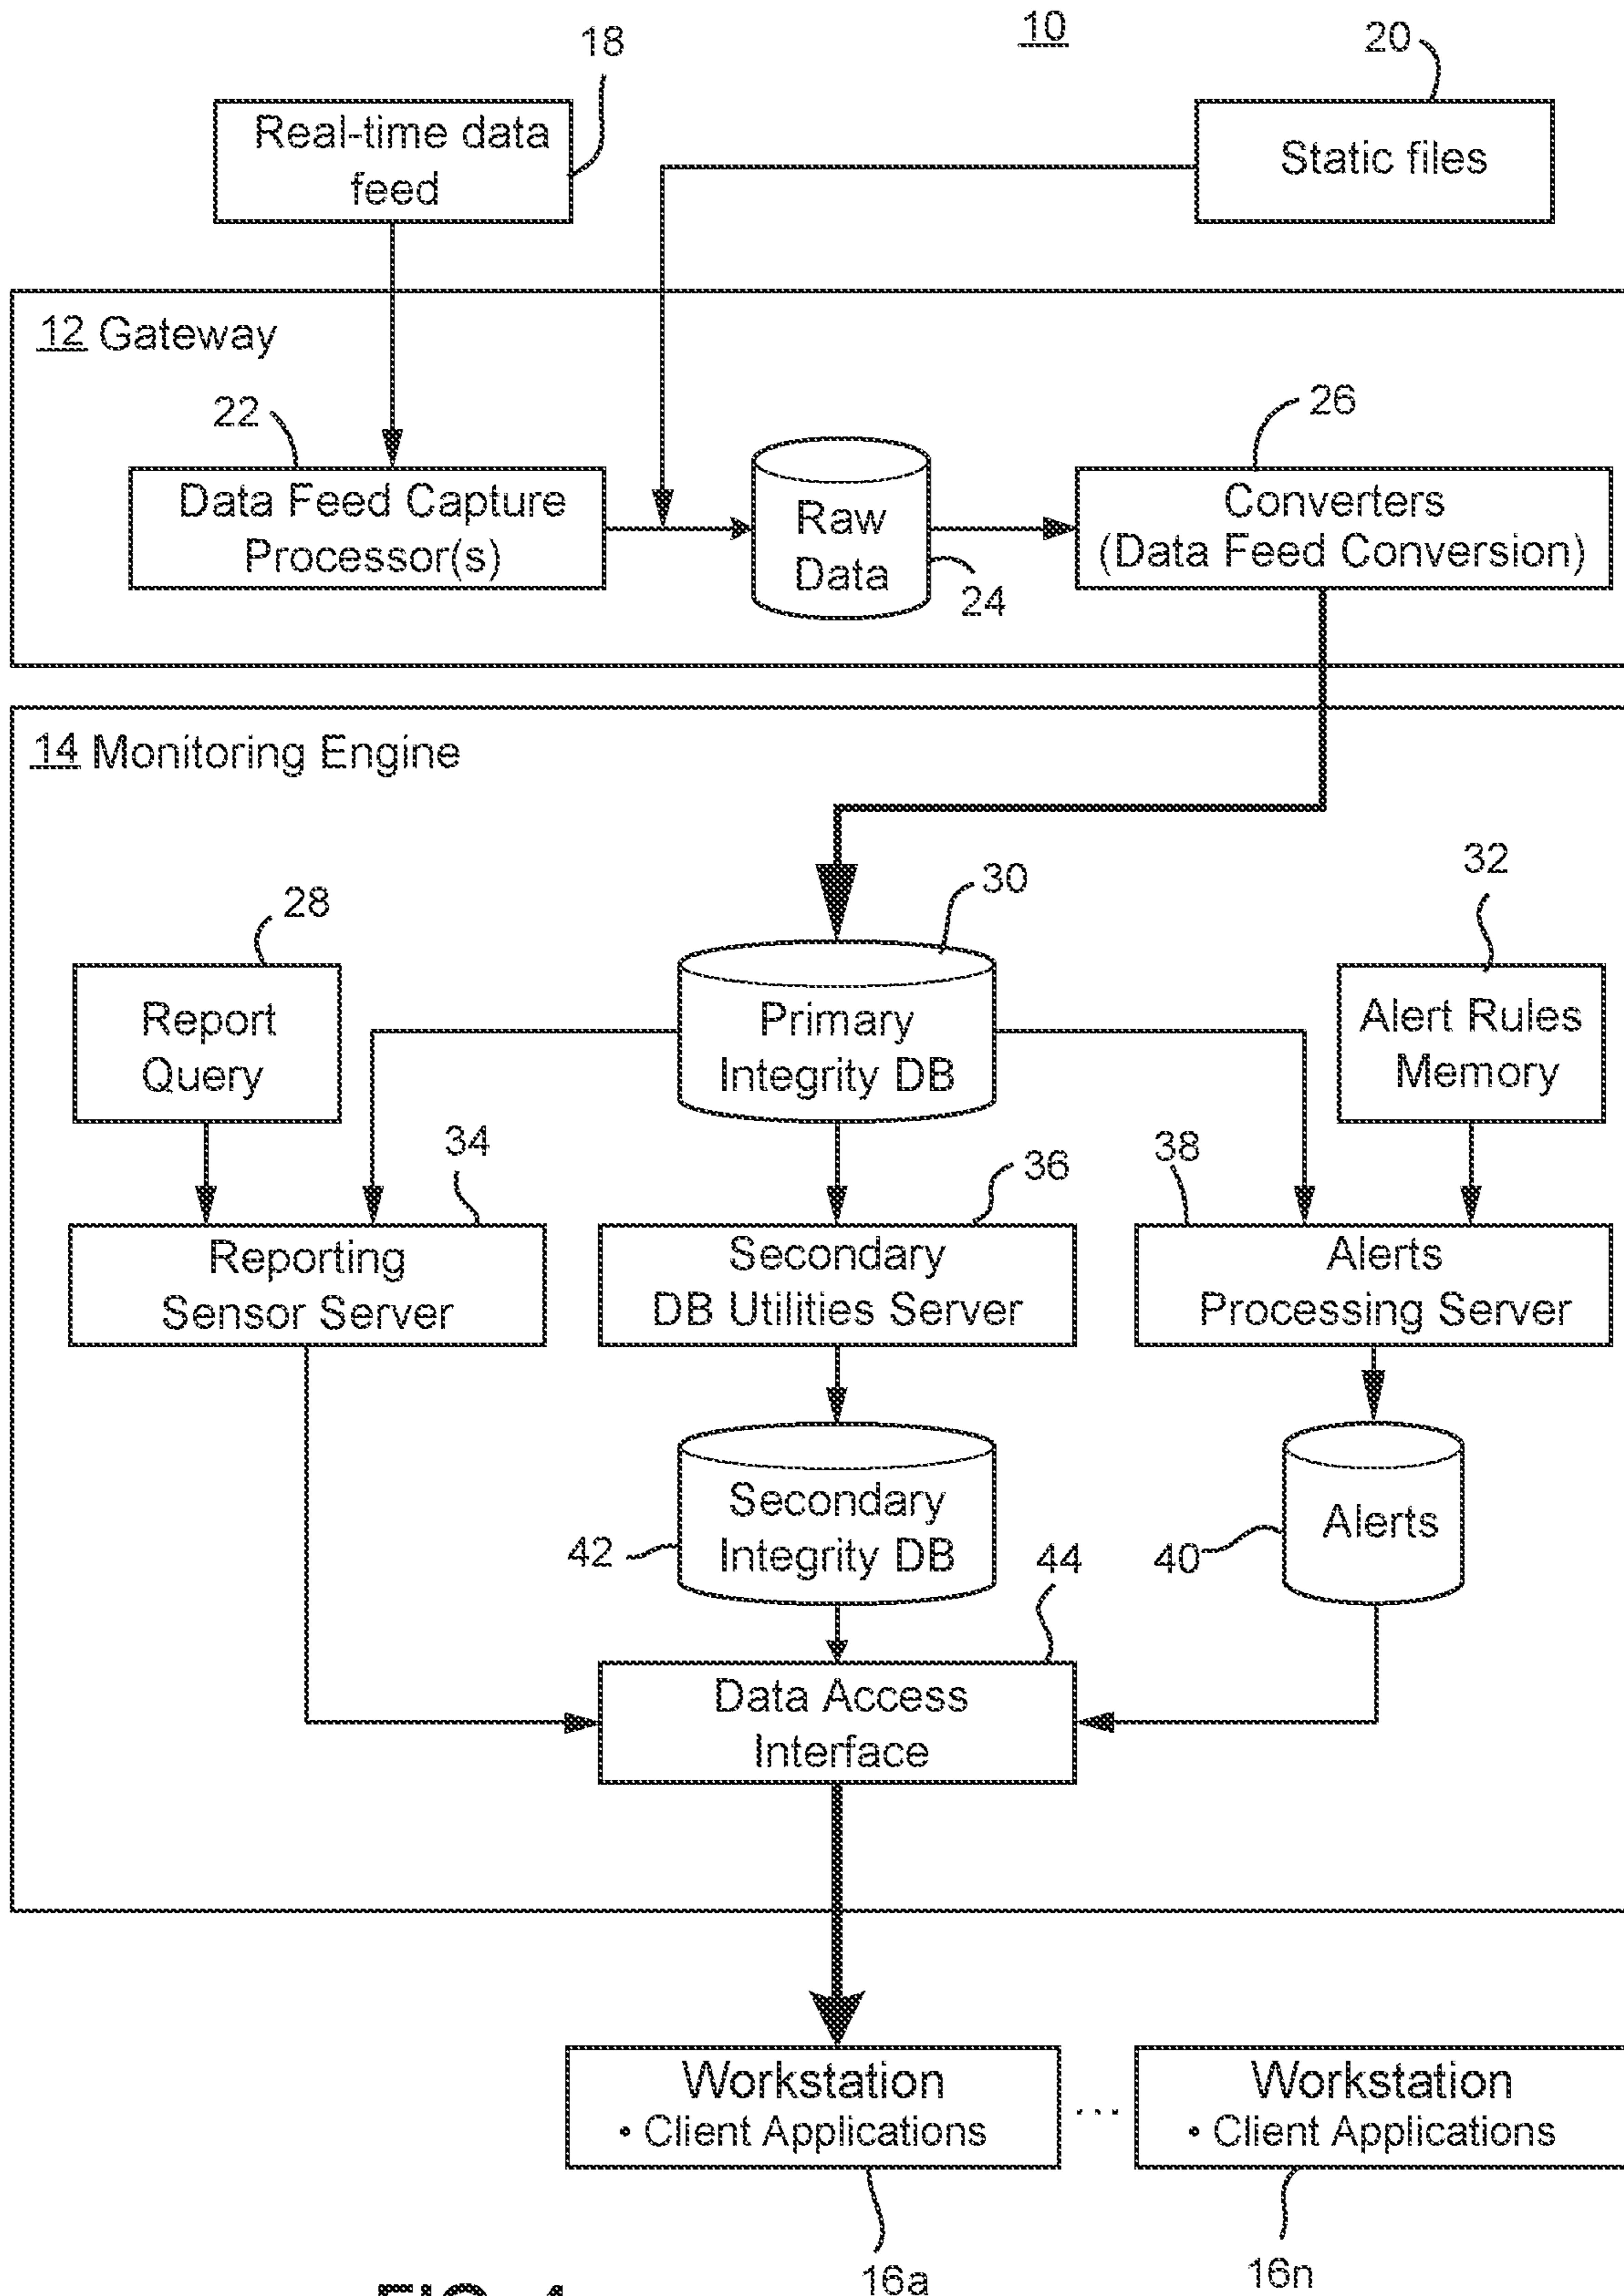 10
18
20
Real-time data
feed
Static files
12 Gateway
22
26
Data Feed Capture
Processor(s)
Raw
Data
24
Converters
(Data Feed Conversion)
14 Monitoring Engine
28
30
32
Report
Query
Primary
Integrity DB
Alert Rules
Memory
34
36
38
Reporting
Sensor Server
Secondary
DB Utilities Server
Alerts
Processing Server
Secondary
Integrity DB
42
44
40
Alerts
Data Access
Interface
Workstation
• Client Applications
...
Workstation
• Client Applications
16a
16n